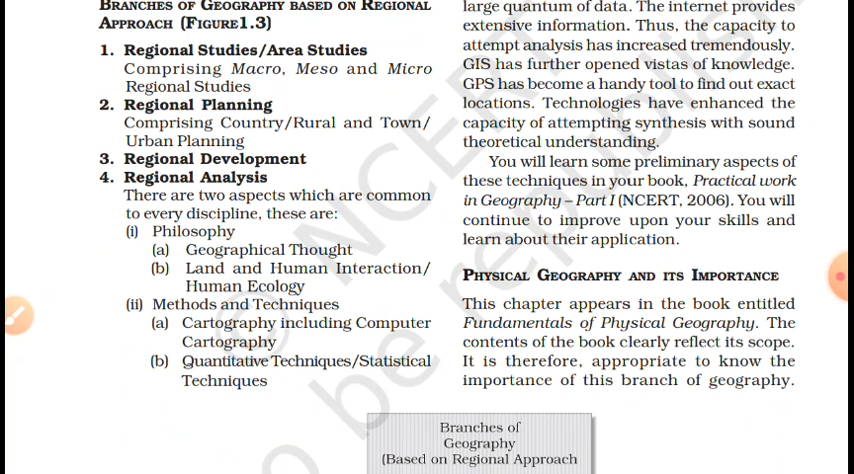 BRANCHES OF GEOGRAPHY BASED ON REGIONAL
APPROACH (FIGURE1.3)
1. Regional Studies/Area Studies
Comprising Macro, Meso and Micro
Regional Studies
2. Regional Planning
Comprising Country/Rural and Town/
Urban Planning
3. Regional Development
4. Regional Analysis
There are two aspects which are common
to every discipline, these are:
(i) Philosophy
(a) Geographical Thought
(b) Land and Human Interaction/
Human Ecology
(ii) Methods and Techniques
(a) Cartography including Computer
Cartography
(b) Quantitative Techniques/Statistical
Techniques
large quantum of data. The internet provides
extensive information. Thus, the capacity to
attempt analysis has increased tremendously.
GIS has further opened vistas of knowledge.
GPS has become a handy tool to find out exact
locations. Technologies have enhanced the
capacity of attempting synthesis with sound
theoretical understanding.
You will learn some preliminary aspects of
these techniques in your book, Practical work
in Geography – Part I (NCERT, 2006). You will
continue to improve upon your skills and
learn about their application.
PHYSICAL GEOGRAPHY AND ITS IMPORTANCE
This chapter appears in the book entitled
Fundamentals of Physical Geography. The
contents of the book clearly reflect its scope.
It is therefore, appropriate to know the
importance of this branch of geography.
Branches of
Geography
(Based on Regional Approach
© NCERT
o be republish